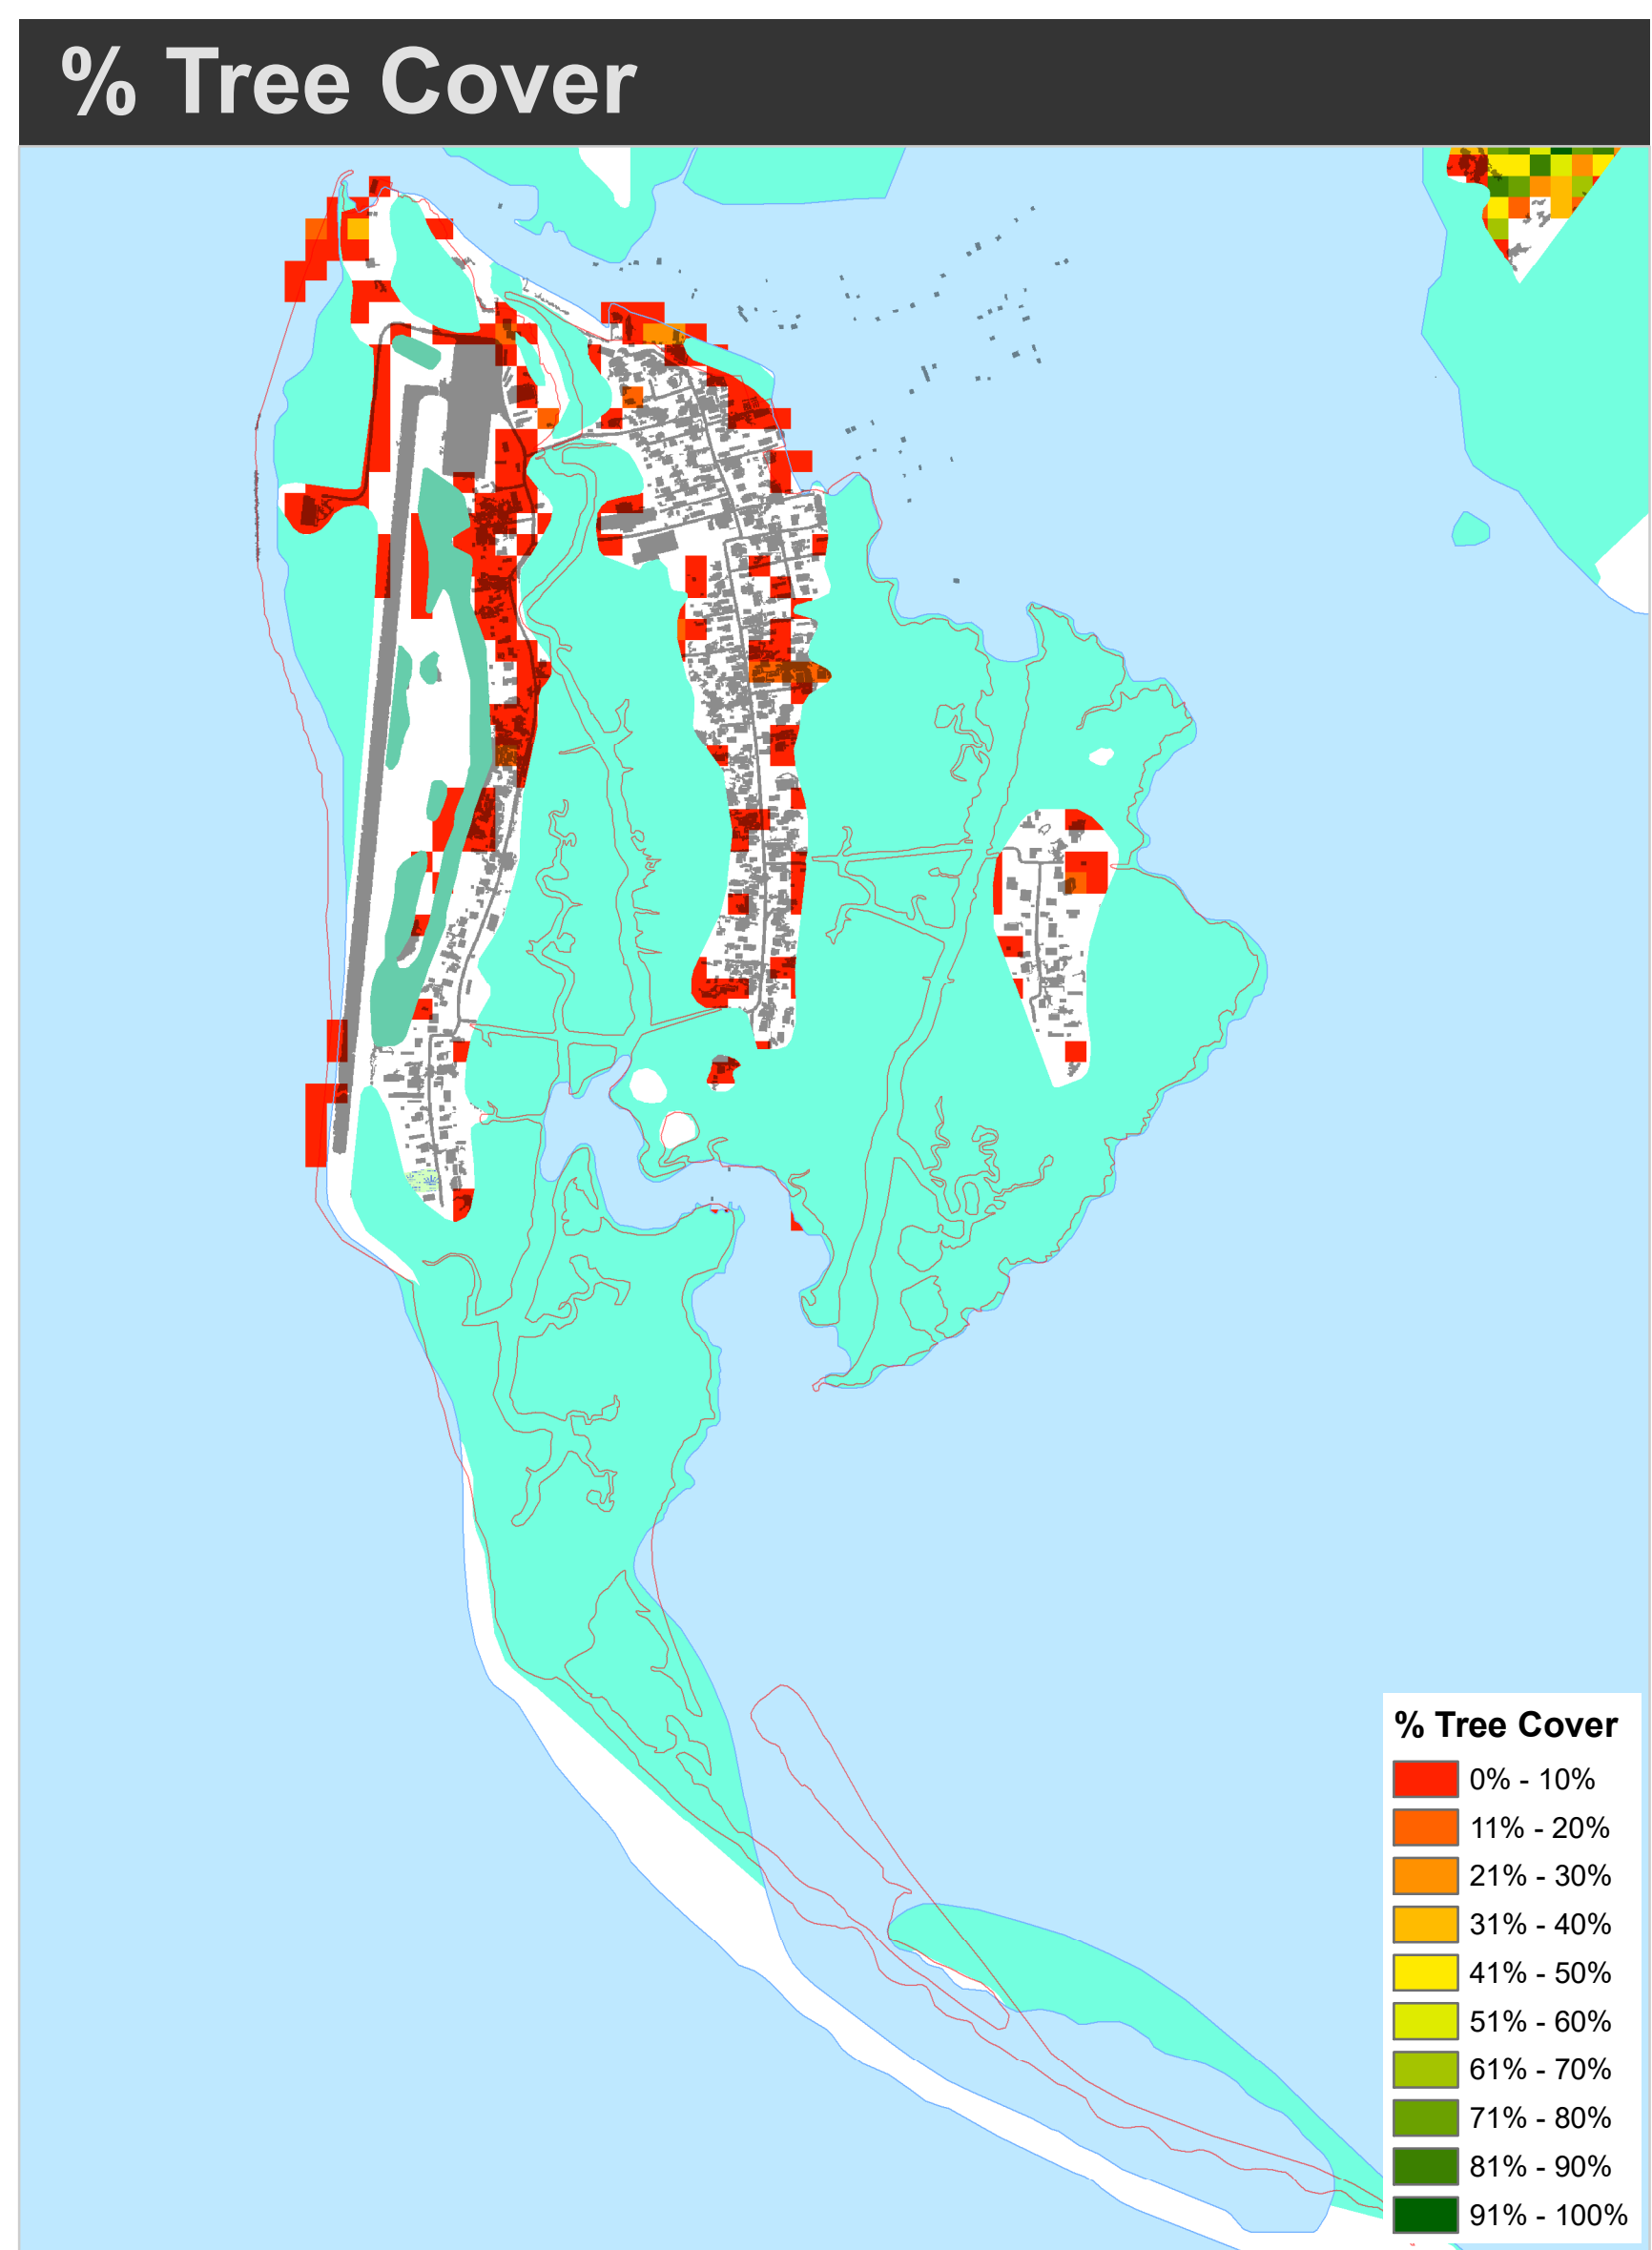 % Tree Cover
% Tree Cover
0% - 10%
11% - 20%
21% - 30%
31% - 40%
41% - 50%
51% - 60%
61% - 70%
71% - 80%
81% - 90%
91% - 100%